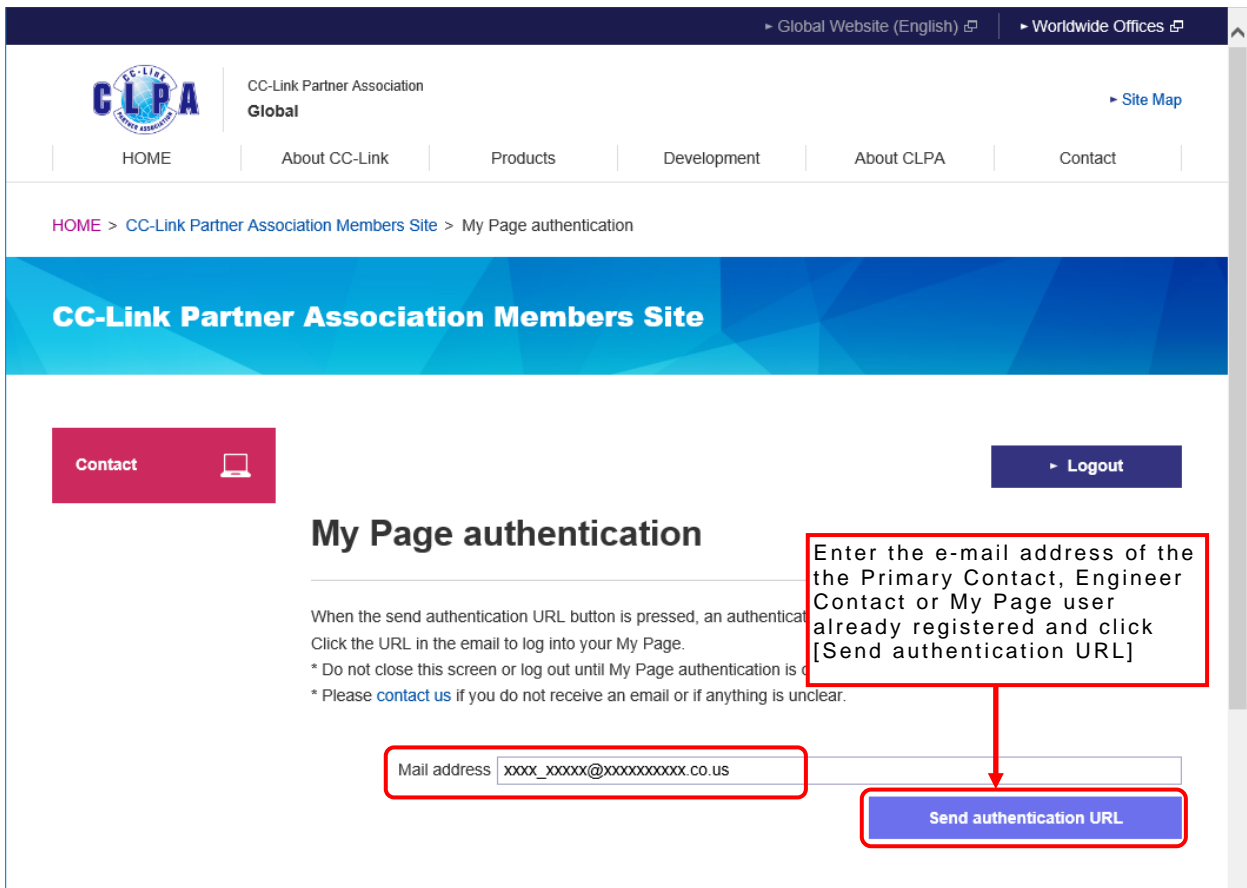 ► Global Website (English)
► Worldwide Offices
CC-Link
CLPA
PARTNER ASSOCIATION
CC-Link Partner Association
Global
► Site Map
HOME
About CC-Link
Products
Development
About CLPA
Contact
HOME > CC-Link Partner Association Members Site > My Page authentication
CC-Link Partner Association Members Site
Contact
► Logout
My Page authentication
Enter the e-mail address of the
the Primary Contact, Engineer
Contact or My Page user
already registered and click
[Send authentication URL]
When the send authentication URL button is pressed, an
Click the URL in the email to log into your My Page.
* Do not close this screen or log out until My Page authentication is
* Please contact us if you do not receive an email or if anything is unclear.
Mail address xxxx_xxxxx@xxxxxxxxxx.co.us
Send authentication URL